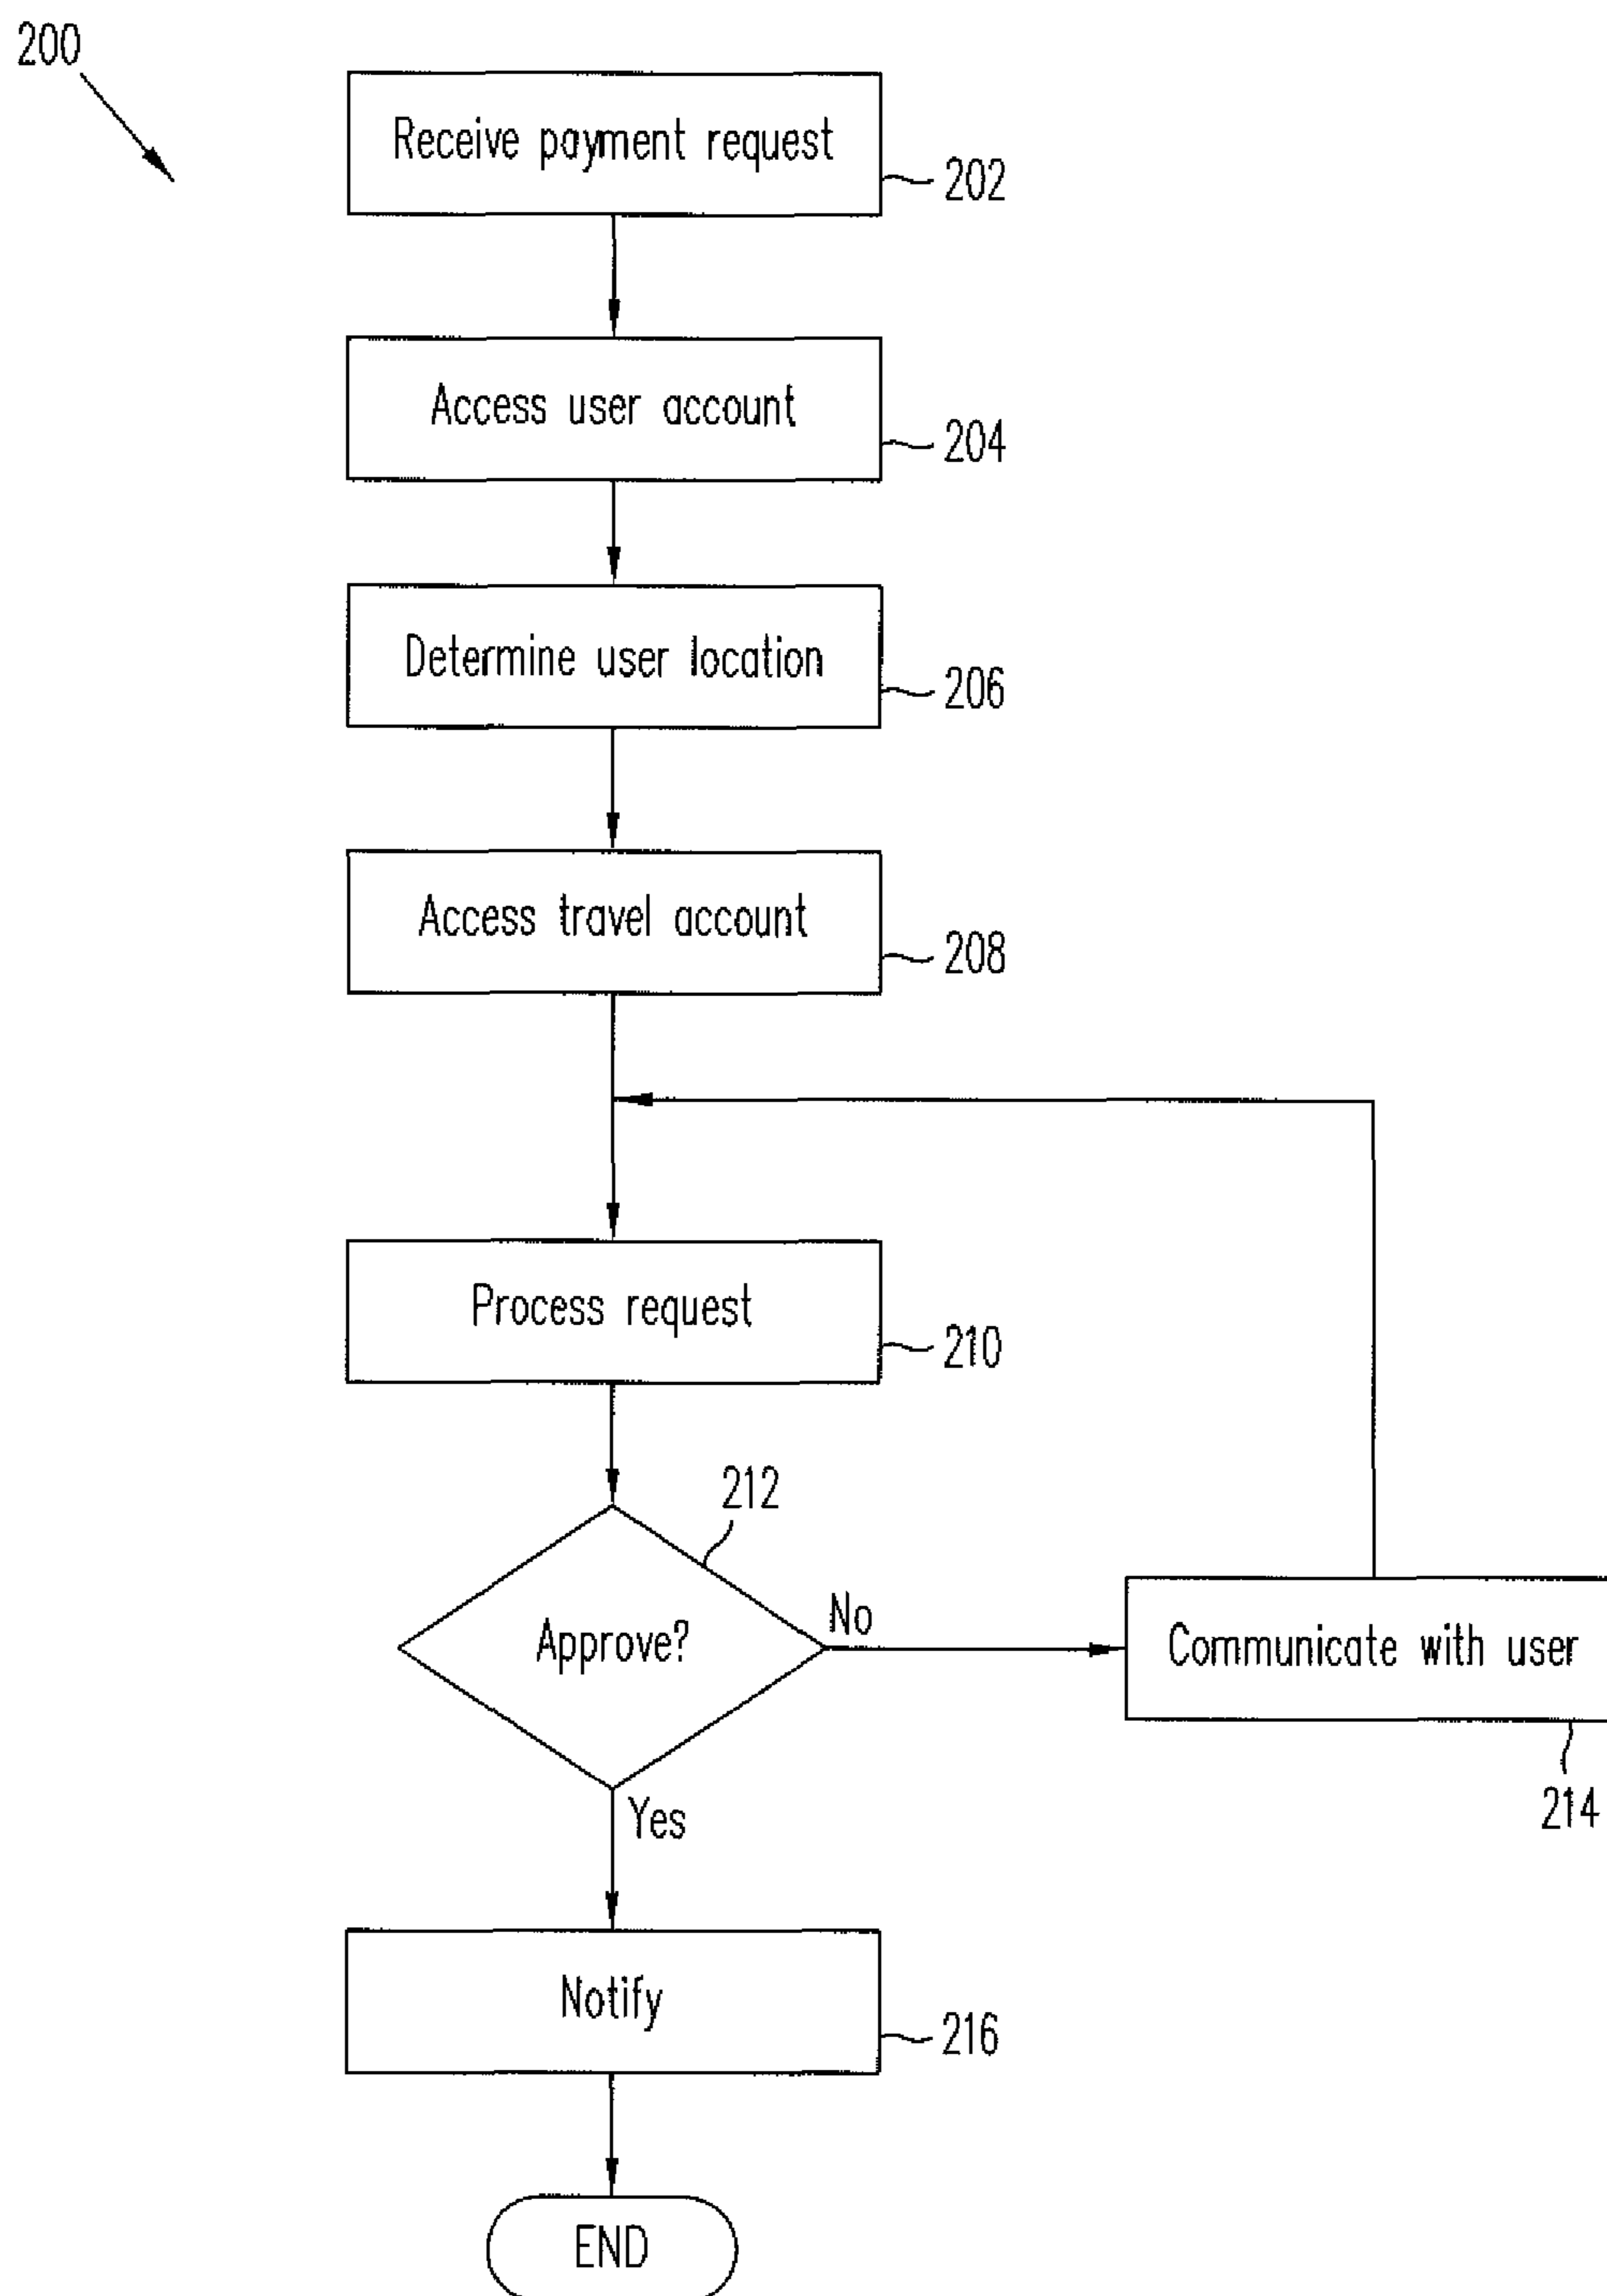 200
Receive payment request
202
Access user account
204
Determine user location
206
Access travel account
208
Process request
210
212
Approve?
No
Communicate with user
214
Yes
Notify
216
END